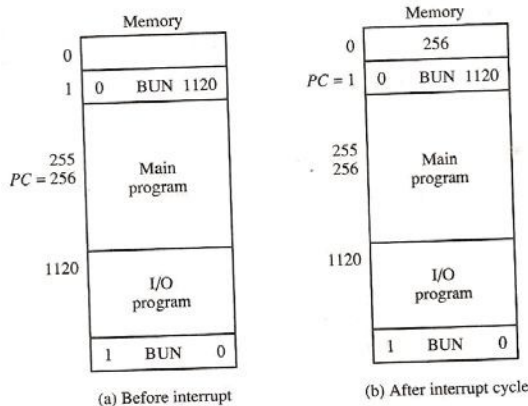 Memory
0
1 0 BUN 1120
255
PC = 256
Main
program
1120
I/O
program
1 BUN 0
(a) Before interrupt
Memory
0 256
PC = 1 0 BUN 1120
255
256
Main
program
1120
I/O
program
1 BUN 0
(b) After interrupt cycle